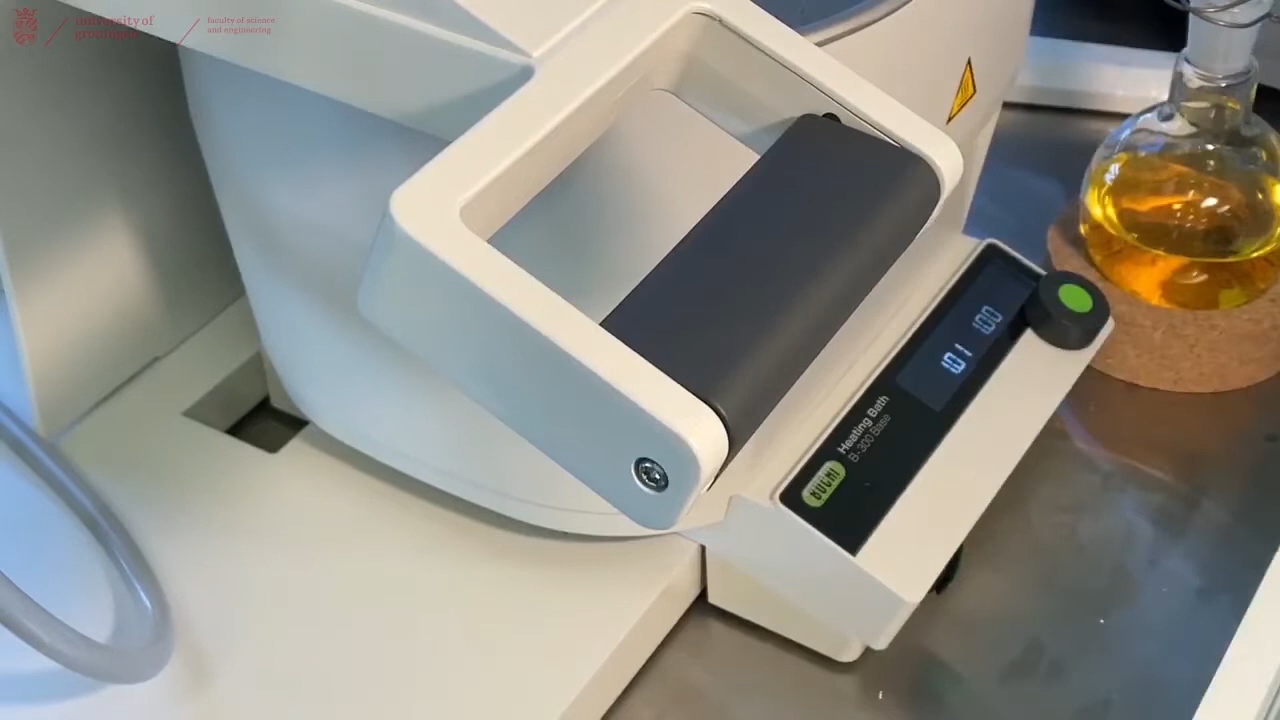 university of
groningen
faculty of science
and engineering
101 100
Heating Bath
B-300 Base
BUCHI